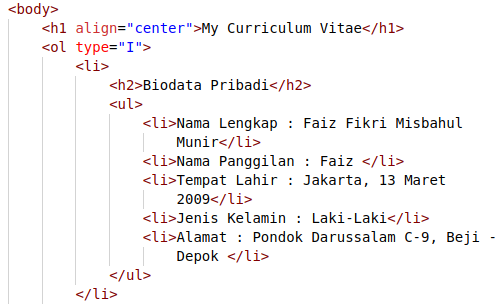 <body>
<h1 align="center">My Curriculum Vitae</h1>
<ol type="I">
<li>
<h2>Biodata Pribadi</h2>
<ul>
<li>Nama Lengkap : Faiz Fikri Misbahul
Munir</li>
<li>Nama Panggilan : Faiz </li>
<li>Tempat Lahir : Jakarta, 13 Maret
2009</li>
<li>Jenis Kelamin : Laki-Laki</li>
<li>Alamat : Pondok Darussalam C-9, Beji -
Depok </li>
</ul>
</li>